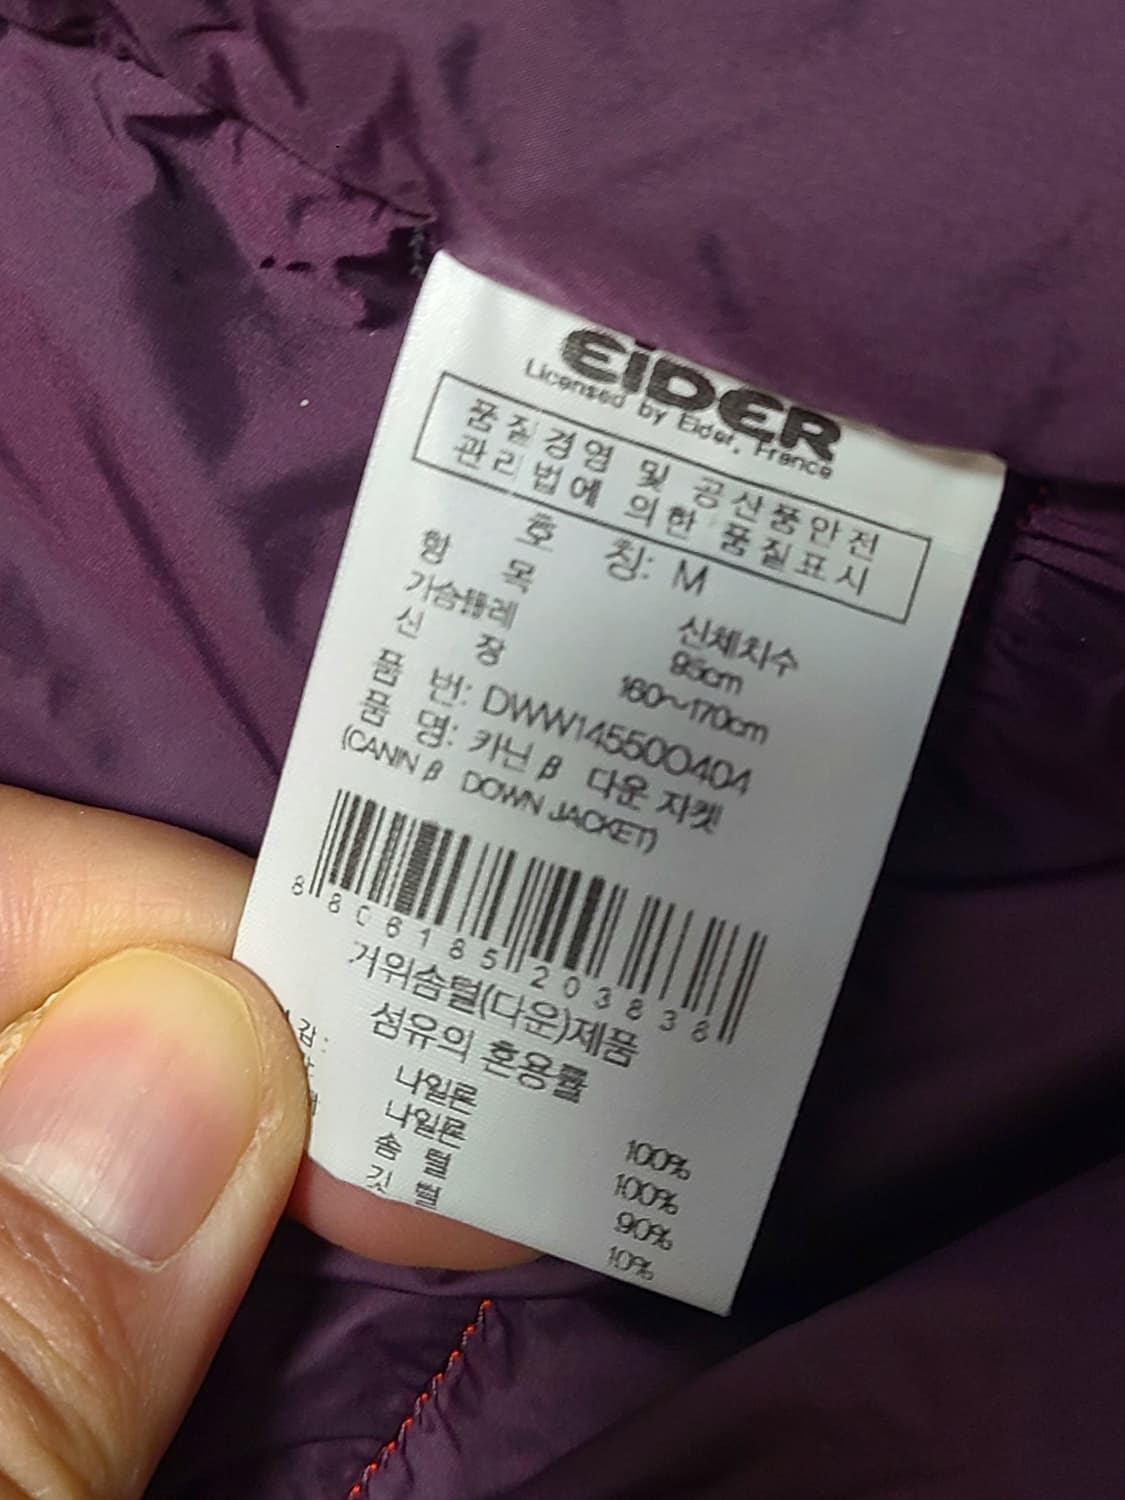 EiDER
Licensed by Eider, France
품질경영 및 공산품안전
관리법에 의한 품질표시
호 칭: M
항 목 신체치수
가슴둘레 95cm
신 장 160~170cm
품 번: DWW14550O404
품 명: 카닌 β 다운 자켓
(CANIN β DOWN JACKET)
8 806185 203838
거위솜털(다운)제품
섬유의 혼용률
감: 나일론 100%
나일론 100%
솜 털 90%
깃 털 10%